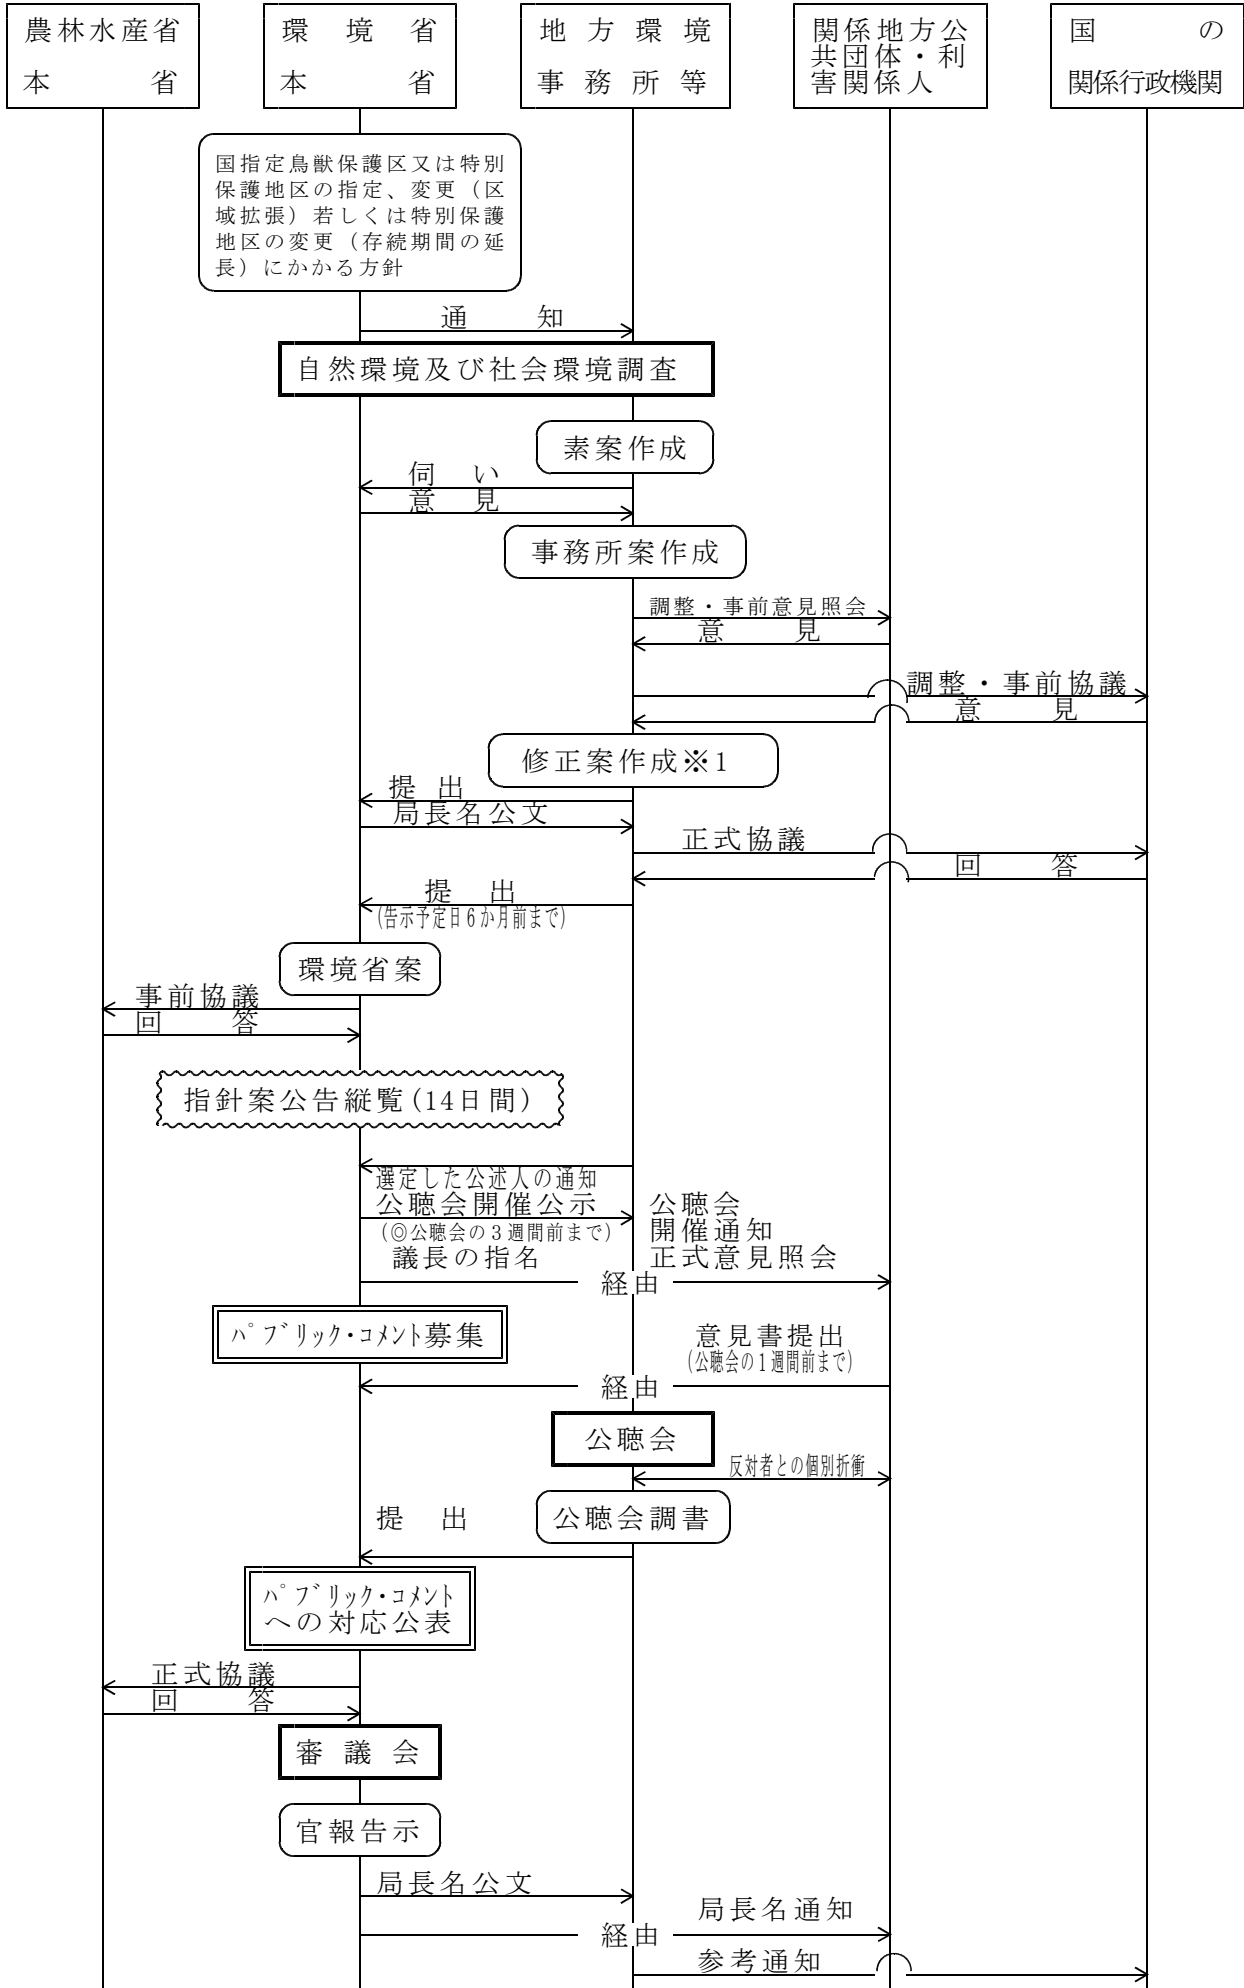 農林水産省
本省
環境省
本省
地方環境
事務所等
関係地方公
共団体・利
害関係人
国の
関係行政機関
国指定鳥獣保護区又は特別
保護地区の指定、変更（区
域拡張）若しくは特別保護
地区の変更（存続期間の延
長）にかかる方針
通知
自然環境及び社会環境調査
素案作成
伺い
意見
事務所案作成
調整・事前意見照会
意見
調整・事前協議
意見
修正案作成※1
提出
局長名公文
正式協議
回答
提出
(告示予定日６か月前まで)
環境省案
事前協議
回答
指針案公告縦覧(14日間)
選定した公述人の通知
公聴会開催公示
(◎公聴会の３週間前まで)
議長の指名
公聴会
開催通知
正式意見照会
経由
ﾊﾟﾌﾞﾘｯｸ・ｺﾒﾝﾄ募集
意見書提出
(公聴会の１週間前まで)
経由
公聴会
反対者との個別折衝
公聴会調書
提出
ﾊﾟﾌﾞﾘｯｸ・ｺﾒﾝﾄ
への対応公表
正式協議
回答
審議会
官報告示
局長名公文
局長名通知
経由
参考通知